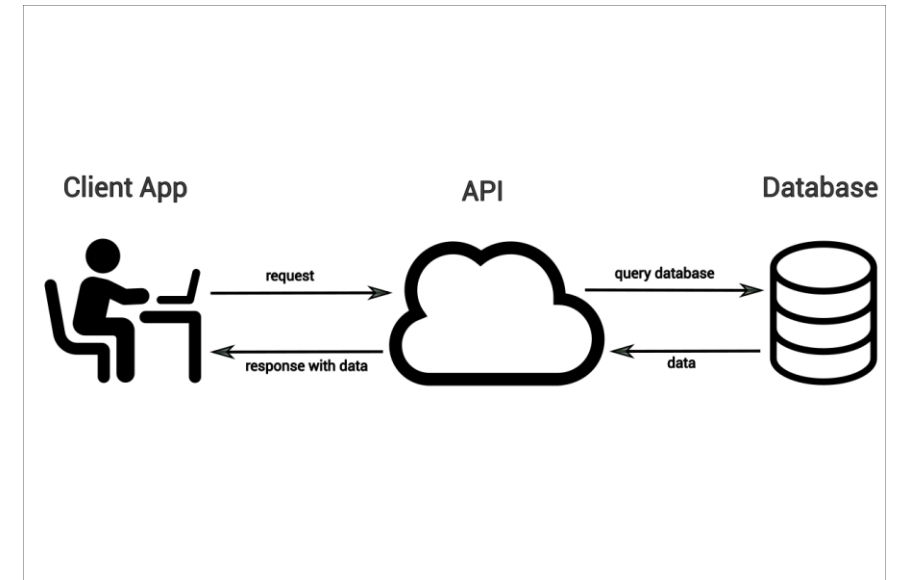 Client App
API
Database
request
query database
response with data
data